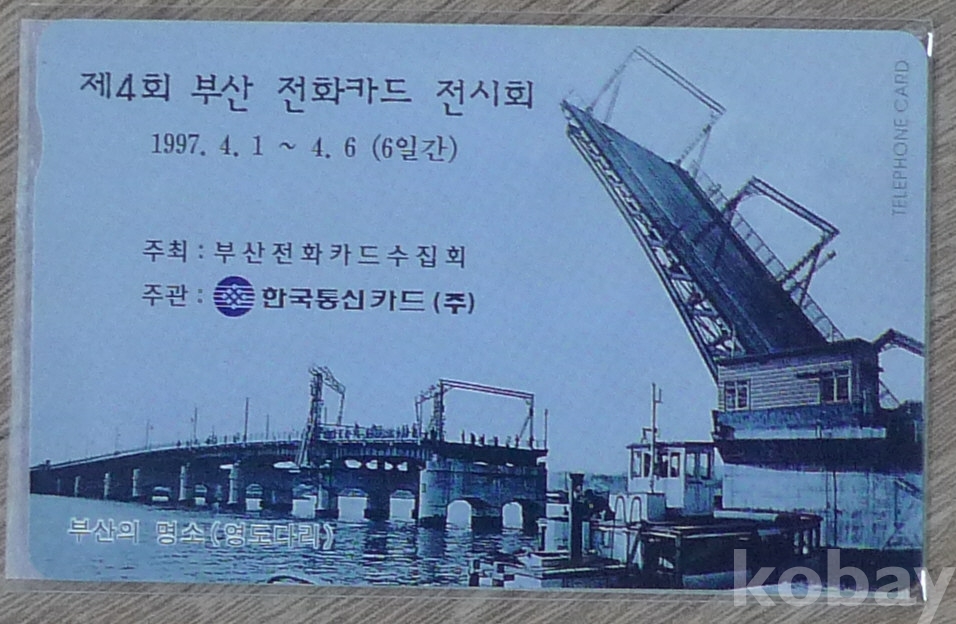 제4회 부산 전화카드 전시회
1997. 4. 1 ~ 4. 6 (6일간)
주최 : 부산전화카드수집회
주관 : 한국통신카드(주)
부산의 명소(영도다리)
TELEPHONE CARD
kobay